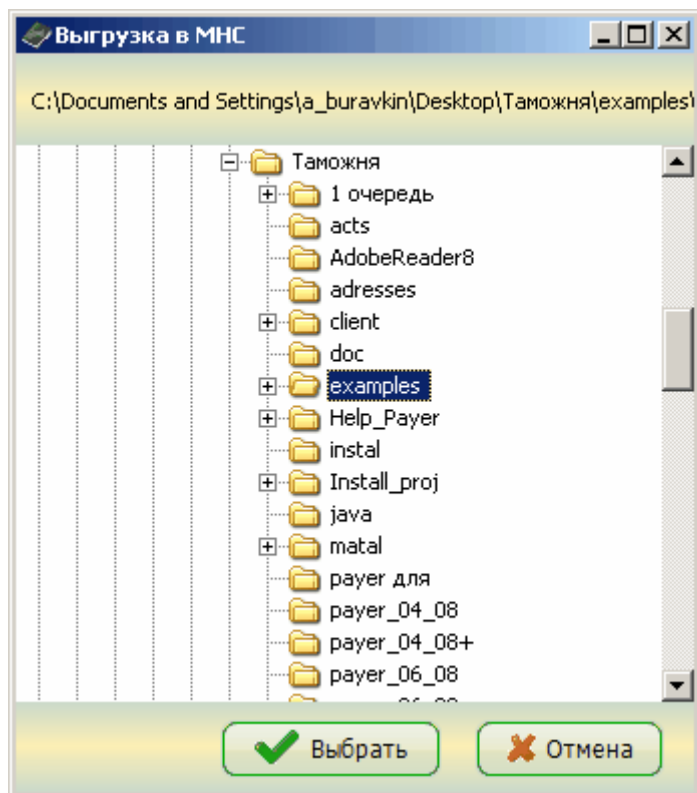 Выгрузка в МНС
C:\Documents and Settings\a_buravkin\Desktop\Таможня\examples\
Таможня
1 очередь
acts
AdobeReader8
adresses
client
doc
examples
Help_Payer
instal
Install_proj
java
matal
payer для
payer_04_08
payer_04_08+
payer_06_08
Выбрать
Отмена